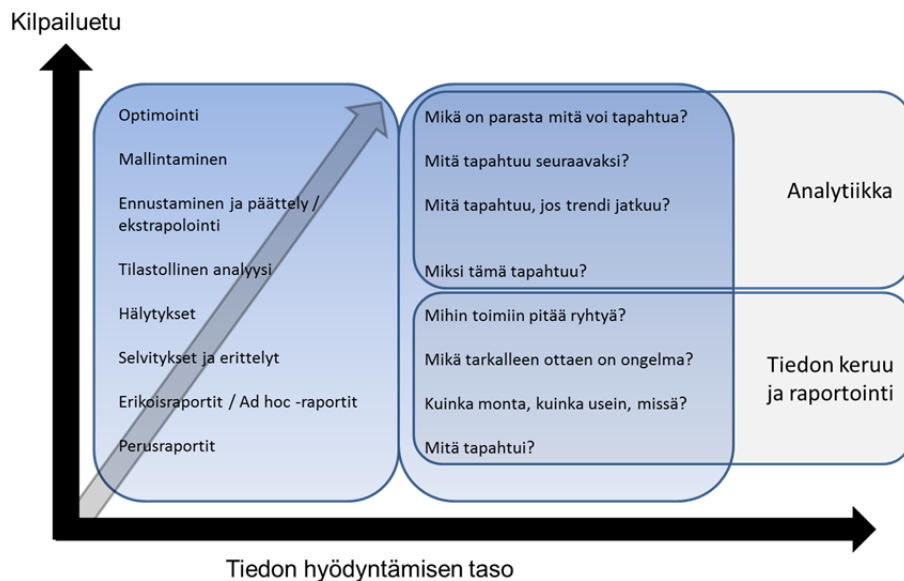 Kilpailuetu
Optimointi
Mikä on parasta mitä voi tapahtua?
Mallintaminen
Mitä tapahtuu seuraavaksi?
Ennustaminen ja päättely /
ekstrapolointi
Mitä tapahtuu, jos trendi jatkuu?
Tilastollinen analyysi
Miksi tämä tapahtuu?
Analytiikka
Hälytykset
Mihin toimiin pitää ryhtyä?
Selvitykset ja erittelyt
Mikä tarkalleen ottaen on ongelma?
Erikoisraportit / Ad hoc -raportit
Kuinka monta, kuinka usein, missä?
Perusraportit
Mitä tapahtui?
Tiedon keruu
ja raportointi
Tiedon hyödyntämisen taso